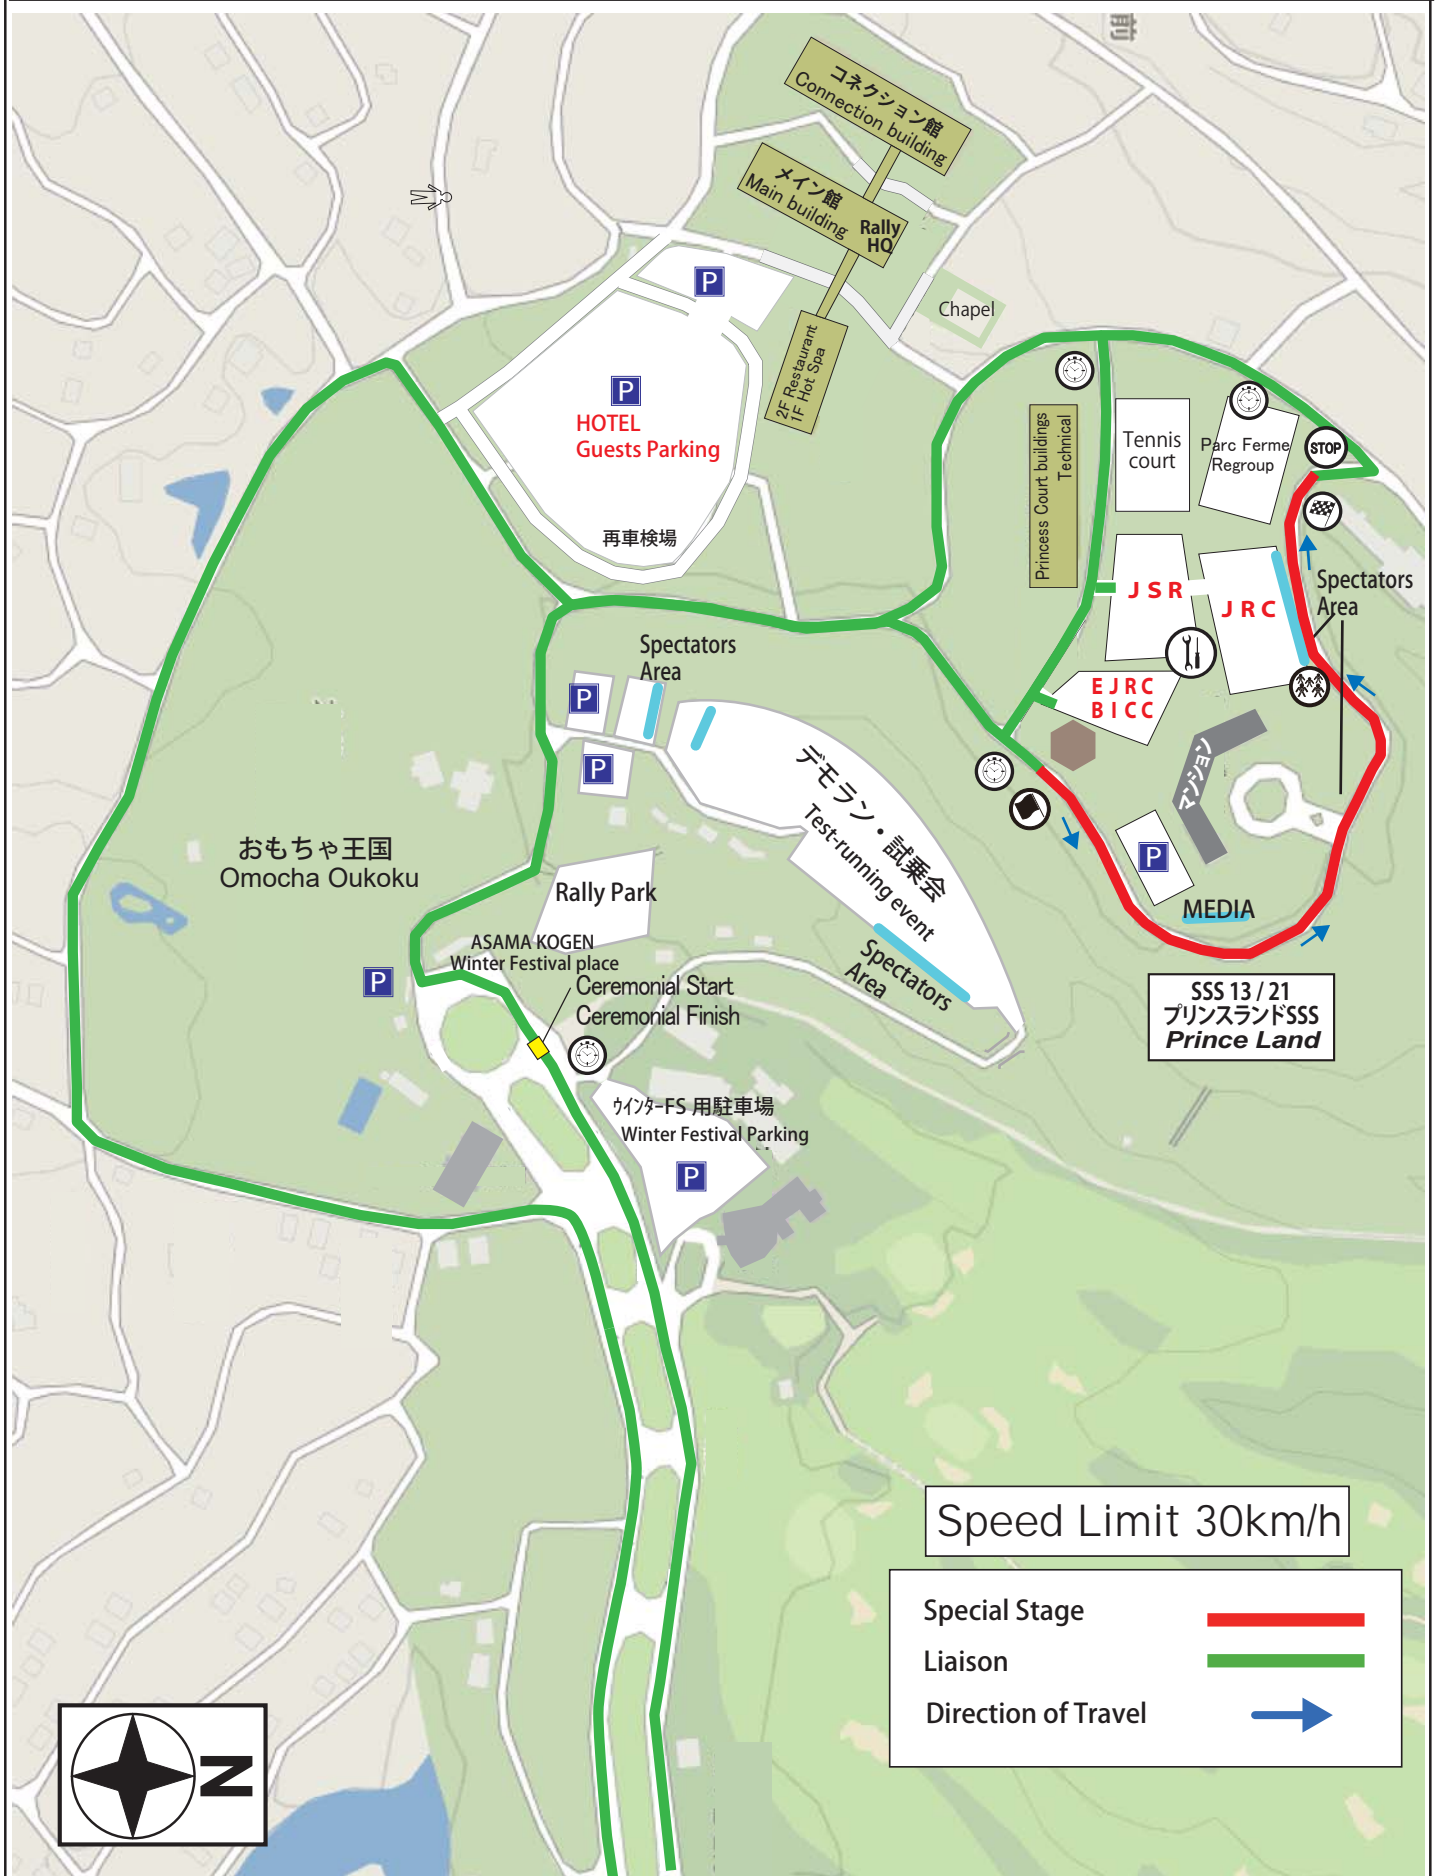 前
コネクション館
Connection building
メイン館
Main building
Rally
HQ
P
Chapel
2F Restaurant
1F Hot Spa
P
HOTEL
Guests Parking
再車検場
Princess Court buildings
Technical
Tennis
court
Parc Ferme
Regroup
STOP
JSR
JRC
Spectators
Area
EJRC
BICC
Spectators
Area
P
P
デモラン・試乗会
Test-running event
マンション
P
MEDIA
おもちゃ王国
Omocha Oukoku
Rally Park
ASAMA KOGEN
Winter Festival place
P
Ceremonial Start
Ceremonial Finish
Spectators
Area
SSS 13 / 21
プリンスランドSSS
Prince Land
ウインターFS 用駐車場
Winter Festival Parking
P
Speed Limit 30km/h
Special Stage
Liaison
Direction of Travel
N